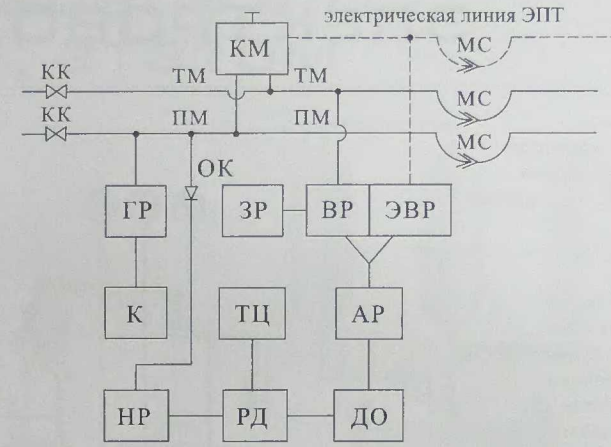 электрическая линия ЭПТ
КМ
МС
КК ТМ ТМ МС
КК ПМ ПМ МС
ОК
ГР ЗР ВР ЭВР
К ТЦ АР
НР РД ДО